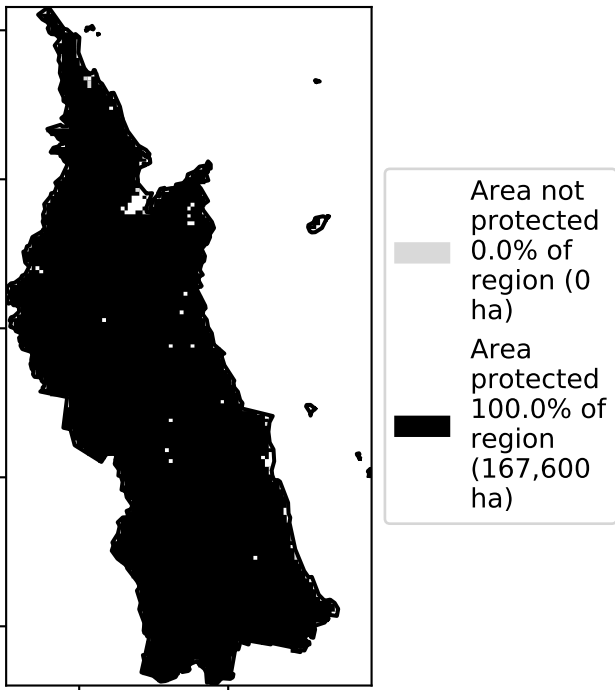 Area not
protected
0.0% of
region (0
ha)
Area
protected
100.0% of
region
(167,600
ha)